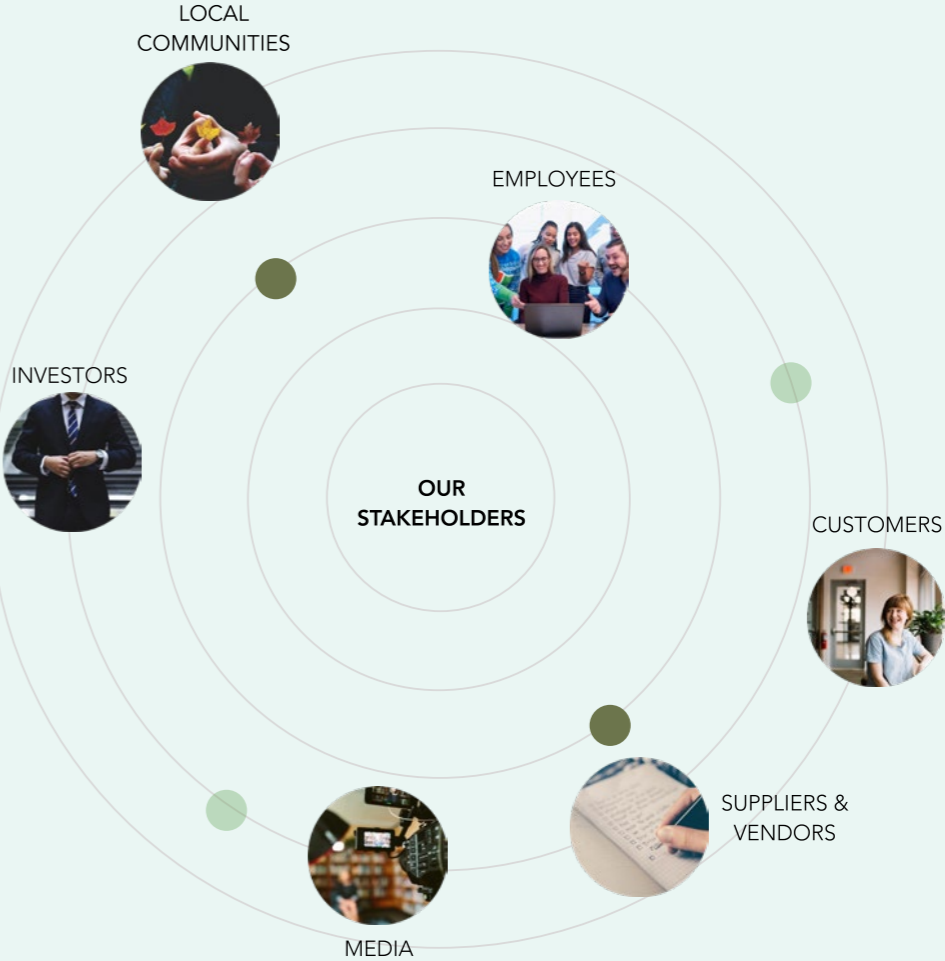 LOCAL
COMMUNITIES
EMPLOYEES
INVESTORS
OUR
STAKEHOLDERS
CUSTOMERS
SUPPLIERS &
VENDORS
MEDIA